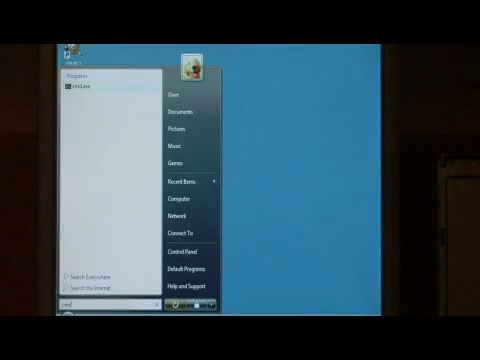 Programs
cmd.exe
Dave
Documents
Pictures
Music
Games
Recent Items
Computer
Network
Connect To
Control Panel
Default Programs
Help and Support
Search Everywhere
Search the Internet
cmd